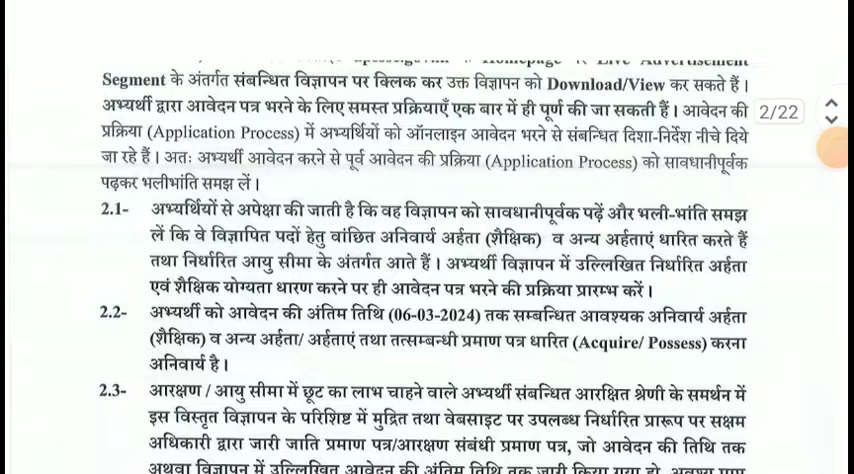 Segment के अंतर्गत संबन्धित विज्ञापन पर क्लिक कर उक्त विज्ञापन को Download/View कर सकते हैं।
अभ्यर्थी द्वारा आवेदन पत्र भरने के लिए समस्त प्रक्रियाएँ एक बार में ही पूर्ण की जा सकती हैं। आवेदन की
2/22
प्रक्रिया (Application Process) में अभ्यर्थियों को ऑनलाइन आवेदन भरने से संबन्धित दिशा-निर्देश नीचे दिये
जा रहे हैं। अतः अभ्यर्थी आवेदन करने से पूर्व आवेदन की प्रक्रिया (Application Process) को सावधानीपूर्वक
पढ़कर भलीभांति समझ लें।
2.1- अभ्यर्थियों से अपेक्षा की जाती है कि वह विज्ञापन को सावधानीपूर्वक पढ़ें और भली-भांति समझ
लें कि वे विज्ञापित पदों हेतु वांछित अनिवार्य अर्हता (शैक्षिक) व अन्य अर्हताएं धारित करते हैं
तथा निर्धारित आयु सीमा के अंतर्गत आते हैं। अभ्यर्थी विज्ञापन में उल्लिखित निर्धारित अर्हता
एवं शैक्षिक योग्यता धारण करने पर ही आवेदन पत्र भरने की प्रक्रिया प्रारम्भ करें।
2.2- अभ्यर्थी को आवेदन की अंतिम तिथि (06-03-2024) तक सम्बन्धित आवश्यक अनिवार्य अर्हता
(शैक्षिक) व अन्य अर्हता/ अर्हताएं तथा तत्सम्बन्धी प्रमाण पत्र धारित (Acquire/ Possess) करना
अनिवार्य है।
2.3- आरक्षण / आयु सीमा में छूट का लाभ चाहने वाले अभ्यर्थी संबन्धित आरक्षित श्रेणी के समर्थन में
इस विस्तृत विज्ञापन के परिशिष्ट में मुद्रित तथा वेबसाइट पर उपलब्ध निर्धारित प्रारूप पर सक्षम
अधिकारी द्वारा जारी जाति प्रमाण पत्र/आरक्षण संबंधी प्रमाण पत्र, जो आवेदन की तिथि तक
अथवा विज्ञापन में उल्लिखित आवेदन की अंतिम तिथि तक जारी किया गया हो, अवश्य प्राप्त